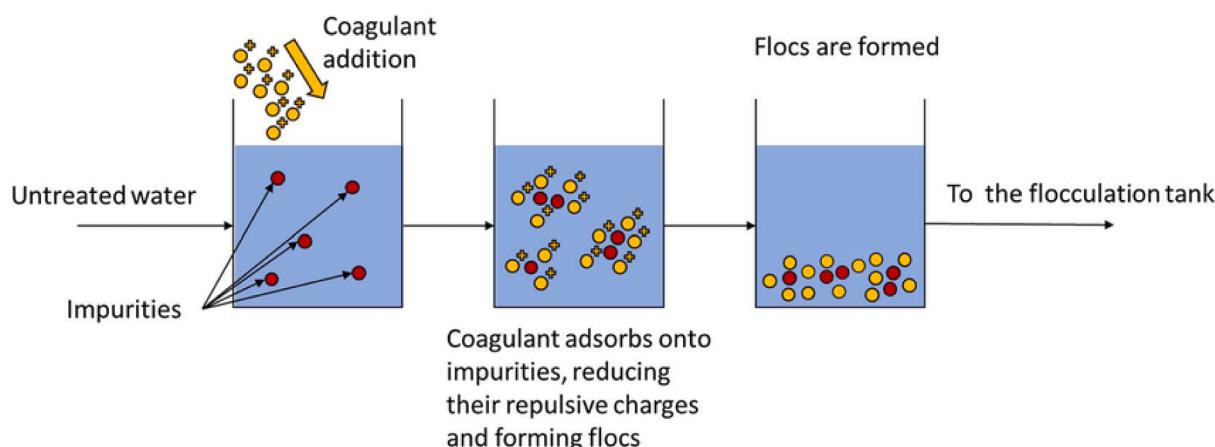 Coagulant
addition
Flocs are formed
Untreated water
To the flocculation tank
Impurities
Coagulant adsorbs onto
impurities, reducing
their repulsive charges
and forming flocs